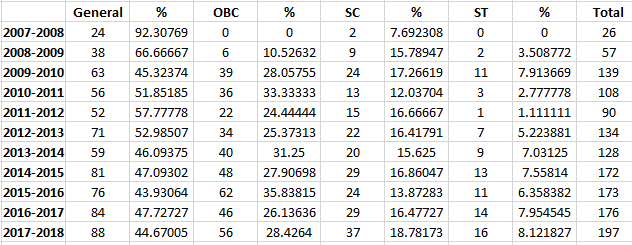 General % OBC % SC % ST % Total
2007-2008 24 92.30769 0 0 2 7.692308 0 0 26
2008-2009 38 66.66667 6 10.52632 9 15.78947 2 3.508772 57
2009-2010 63 45.32374 39 28.05755 24 17.26619 11 7.913669 139
2010-2011 56 51.85185 36 33.33333 13 12.03704 3 2.777778 108
2011-2012 52 57.77778 22 24.44444 15 16.66667 1 1.111111 90
2012-2013 71 52.98507 34 25.37313 22 16.41791 7 5.223881 134
2013-2014 59 46.09375 40 31.25 20 15.625 9 7.03125 128
2014-2015 81 47.09302 48 27.90698 29 16.86047 13 7.55814 172
2015-2016 76 43.93064 62 35.83815 24 13.87283 11 6.358382 173
2016-2017 84 47.72727 46 26.13636 29 16.47727 14 7.954545 176
2017-2018 88 44.67005 56 28.4264 37 18.78173 16 8.121827 197